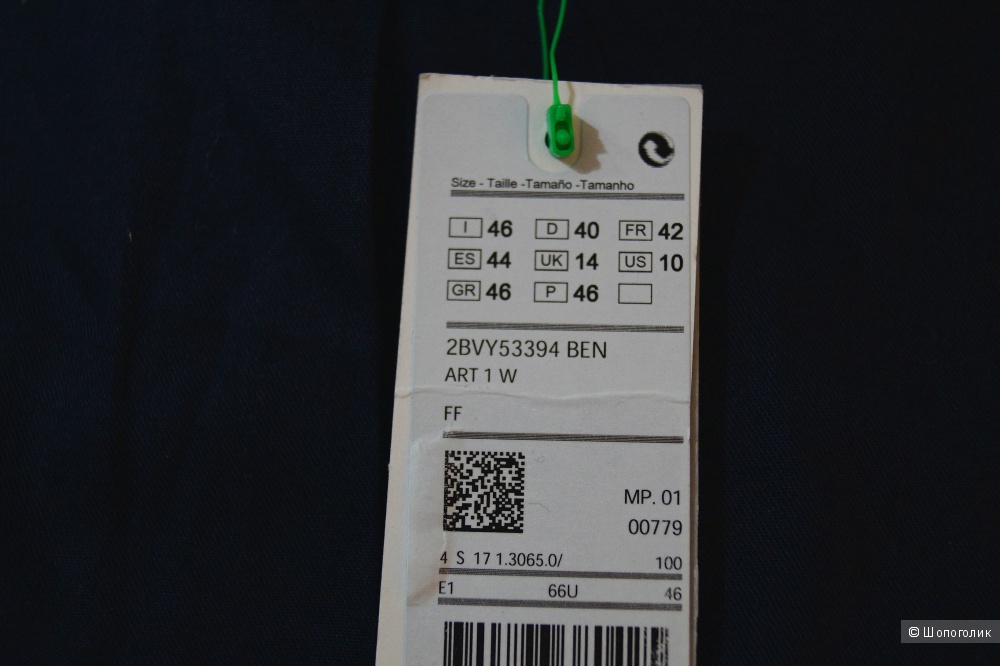 Size - Taille -Tamaño -Tamanho
I 46 D 40 FR 42
ES 44 UK 14 US 10
GR 46 P 46
2BVY53394 BEN
ART 1 W
FF
MP. 01
00779
4 S 17 1.3065.0/ 100
E1 66U 46
© Шопоголик